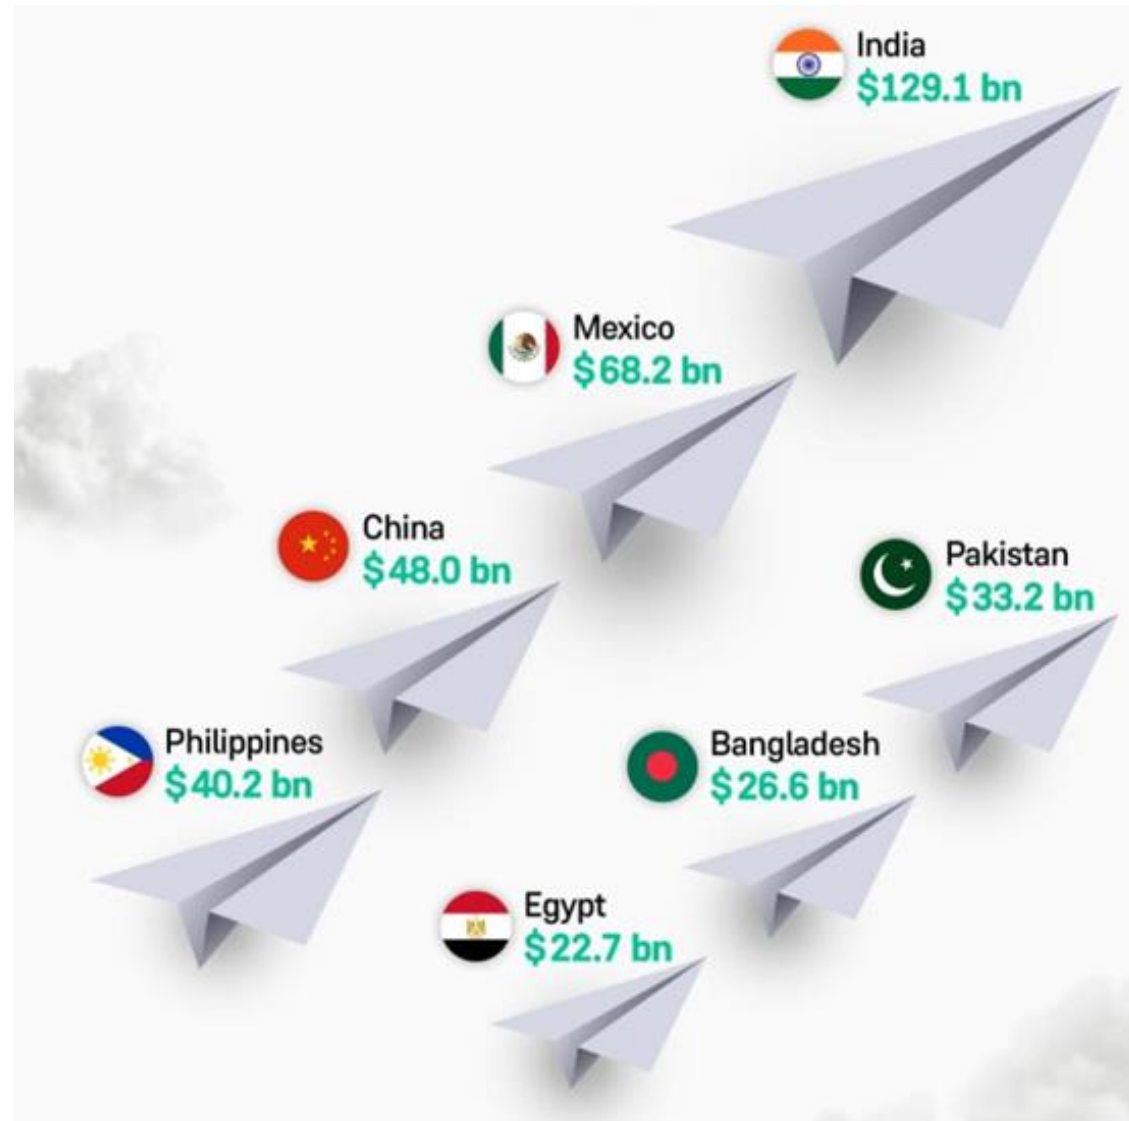 India
$129.1 bn
Mexico
$68.2 bn
China
$48.0 bn
Pakistan
$33.2 bn
Philippines
$40.2 bn
Bangladesh
$26.6 bn
Egypt
$22.7 bn